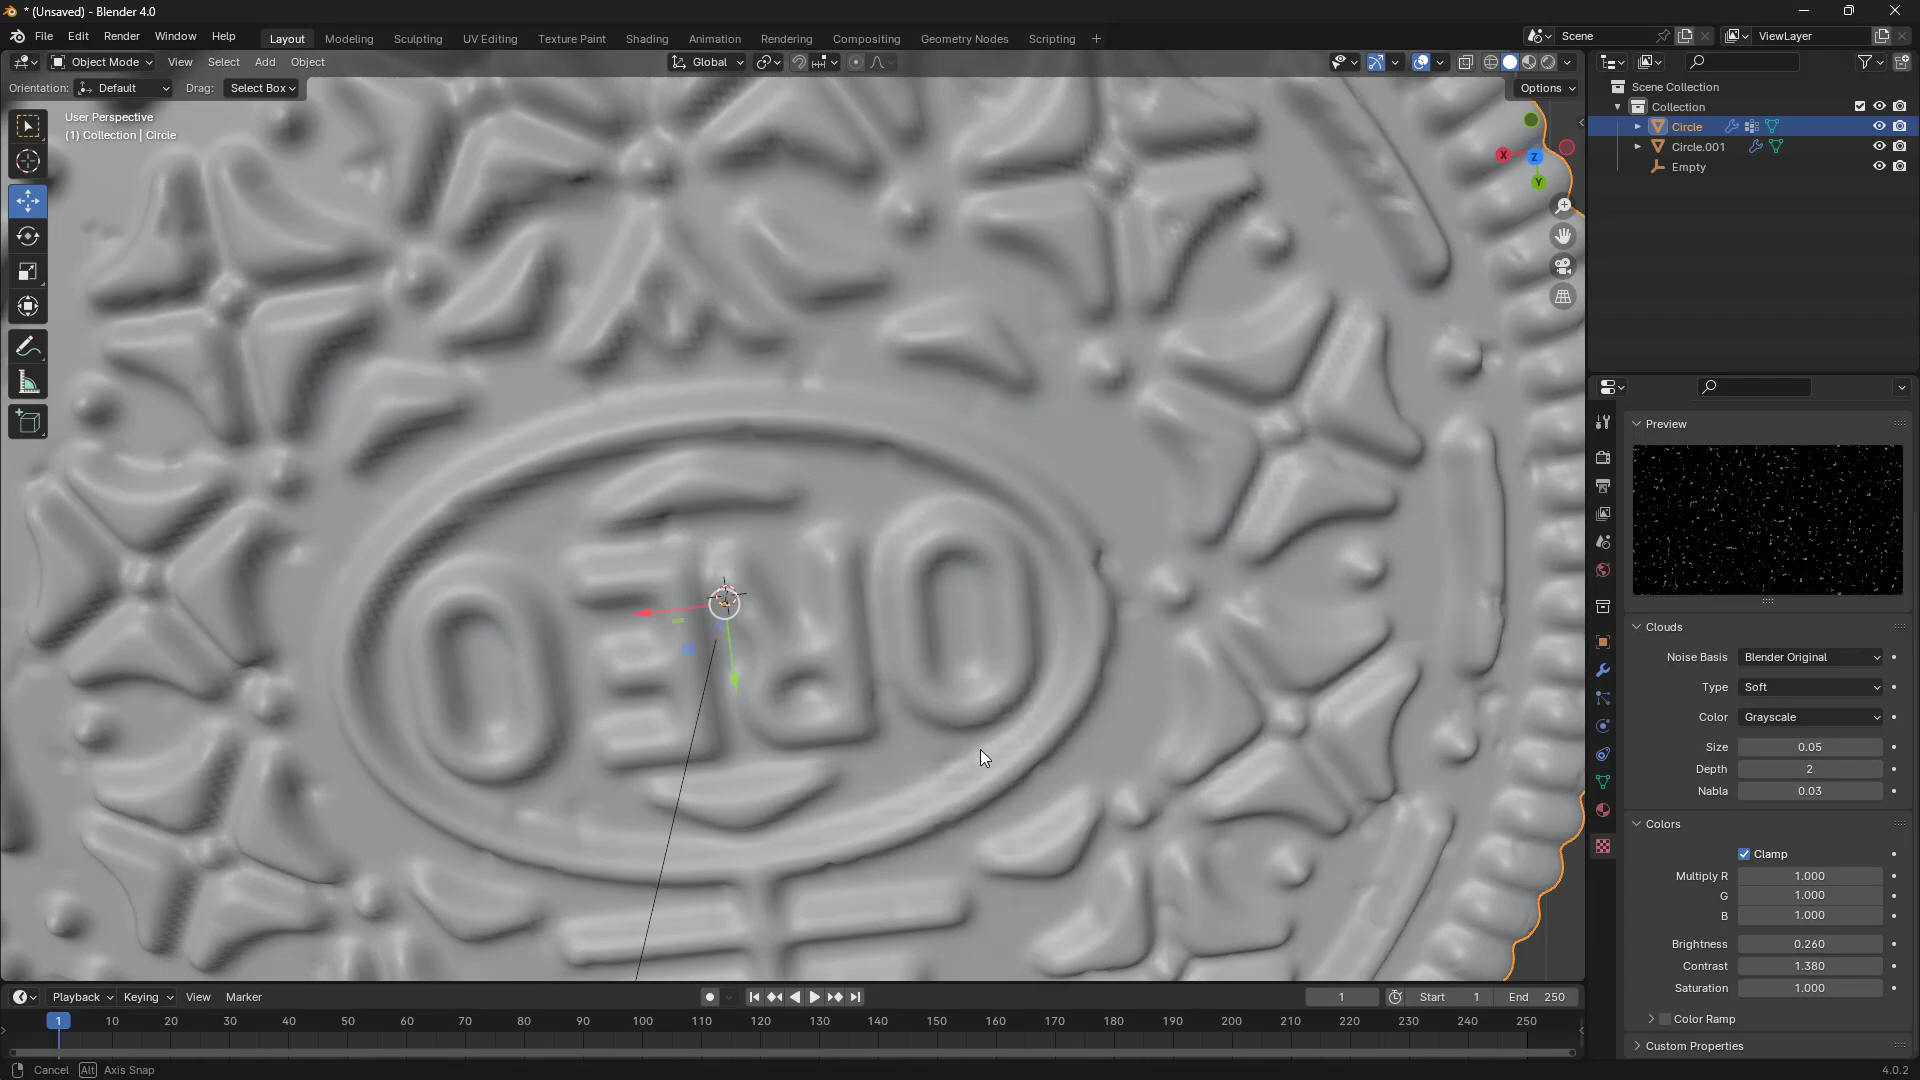 * (Unsaved) - Blender 4.0
File Edit Render Window Help
Layout Modeling Sculpting UV Editing Texture Paint Shading Animation Rendering Compositing Geometry Nodes Scripting +
Scene
ViewLayer
Object Mode View Select Add Object
Global
Orientation: Default Drag: Select Box
Options
User Perspective
(1) Collection | Circle
X
Z
Y
Scene Collection
Collection
Circle
Circle.001
Empty
OREO
Preview
Clouds
Noise Basis Blender Original
Type Soft
Color Grayscale
Size 0.05
Depth 2
Nabla 0.03
Colors
Clamp
Multiply R 1.000
G 1.000
B 1.000
Brightness 0.260
Contrast 1.380
Saturation 1.000
Color Ramp
Custom Properties
Playback Keying View Marker
1 Start 1 End 250
1 10 20 30 40 50 60 70 80 90 100 110 120 130 140 150 160 170 180 190 200 210 220 230 240 250
Cancel Alt Axis Snap
4.0.2